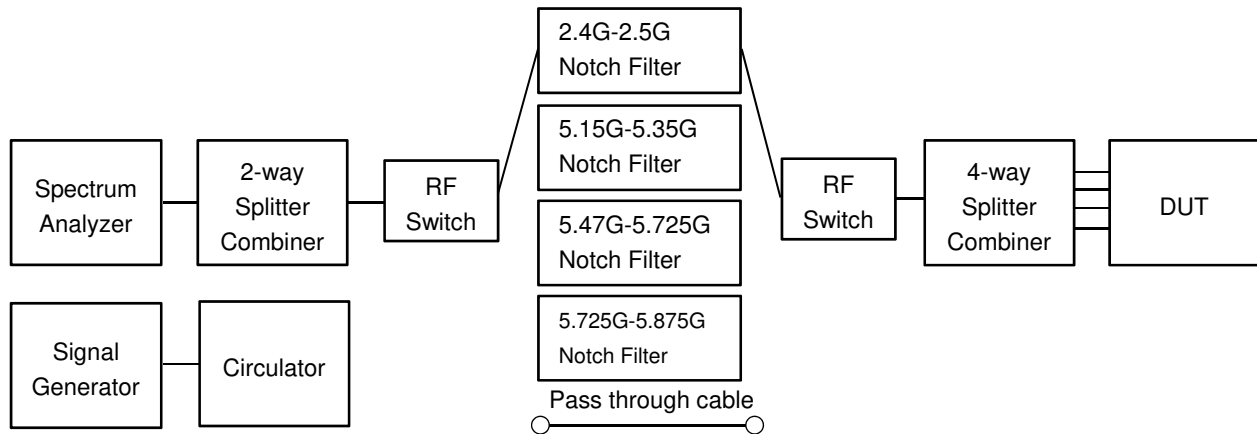 2.4G-2.5G
Notch Filter
5.15G-5.35G
Notch Filter
Spectrum
Analyzer
2-way
Splitter
Combiner
RF
Switch
5.47G-5.725G
Notch Filter
RF
Switch
4-way
Splitter
Combiner
DUT
Signal
Generator
Circulator
5.725G-5.875G
Notch Filter
Pass through cable